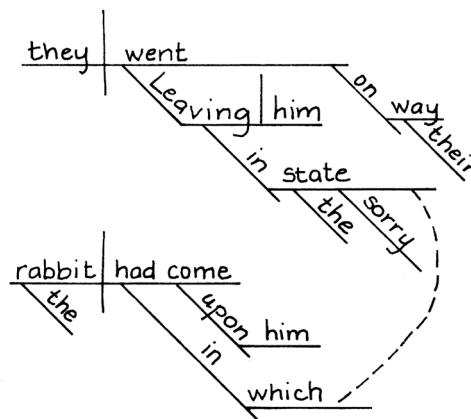 they went
Leaving him
on way
their
in state
the sorry
rabbit had come
the
upon him
in which